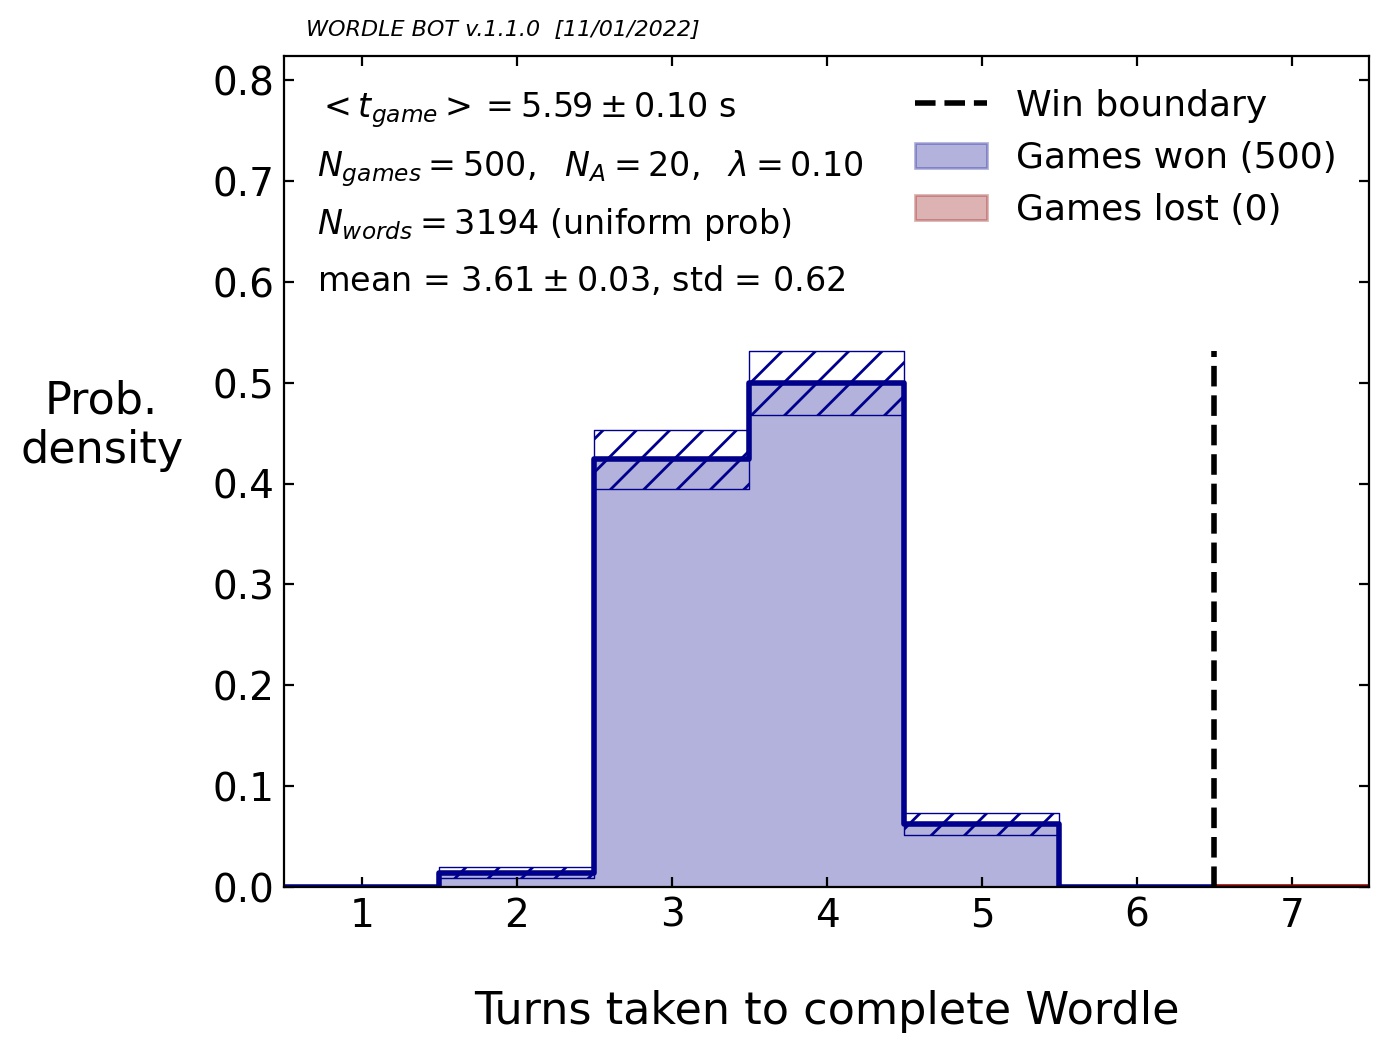 WORDLE BOT v.1.1.0 [11/01/2022]
< t_game > = 5.59 ± 0.10 s
N_games = 500, N_A = 20, λ = 0.10
N_words = 3194 (uniform prob)
mean = 3.61 ± 0.03, std = 0.62
Win boundary
Games won (500)
Games lost (0)
0.8
0.7
0.6
0.5
0.4
0.3
0.2
0.1
0.0
Prob.
density
1 2 3 4 5 6 7
Turns taken to complete Wordle